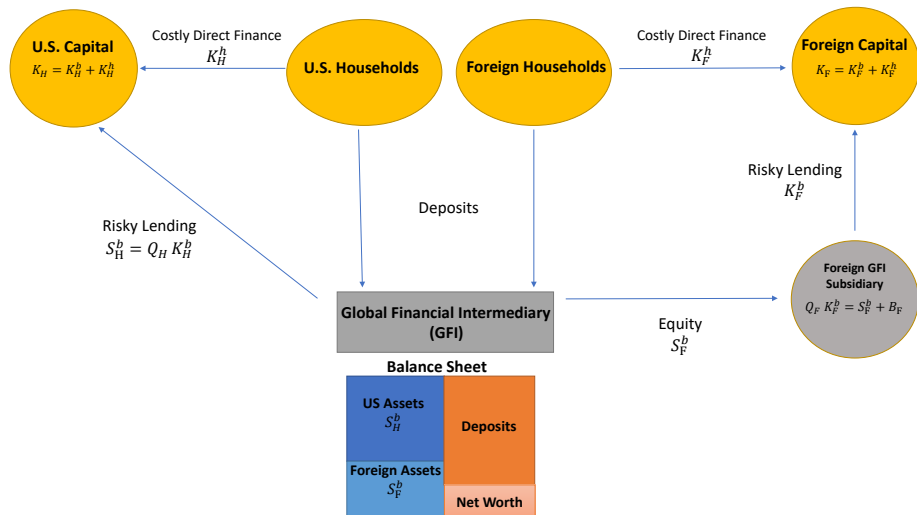 U.S. Capital
K_H = K_H^b + K_H^h
Costly Direct Finance
K_H^h
U.S. Households
Foreign Households
Costly Direct Finance
K_F^h
Foreign Capital
K_F = K_F^b + K_F^h
Risky Lending
S_H^b = Q_H K_H^b
Deposits
Risky Lending
K_F^b
Global Financial Intermediary
(GFI)
Equity
S_F^b
Foreign GFI
Subsidiary
Q_F K_F^b = S_F^b + B_F
Balance Sheet
US Assets
S_H^b
Deposits
Foreign Assets
S_F^b
Net Worth